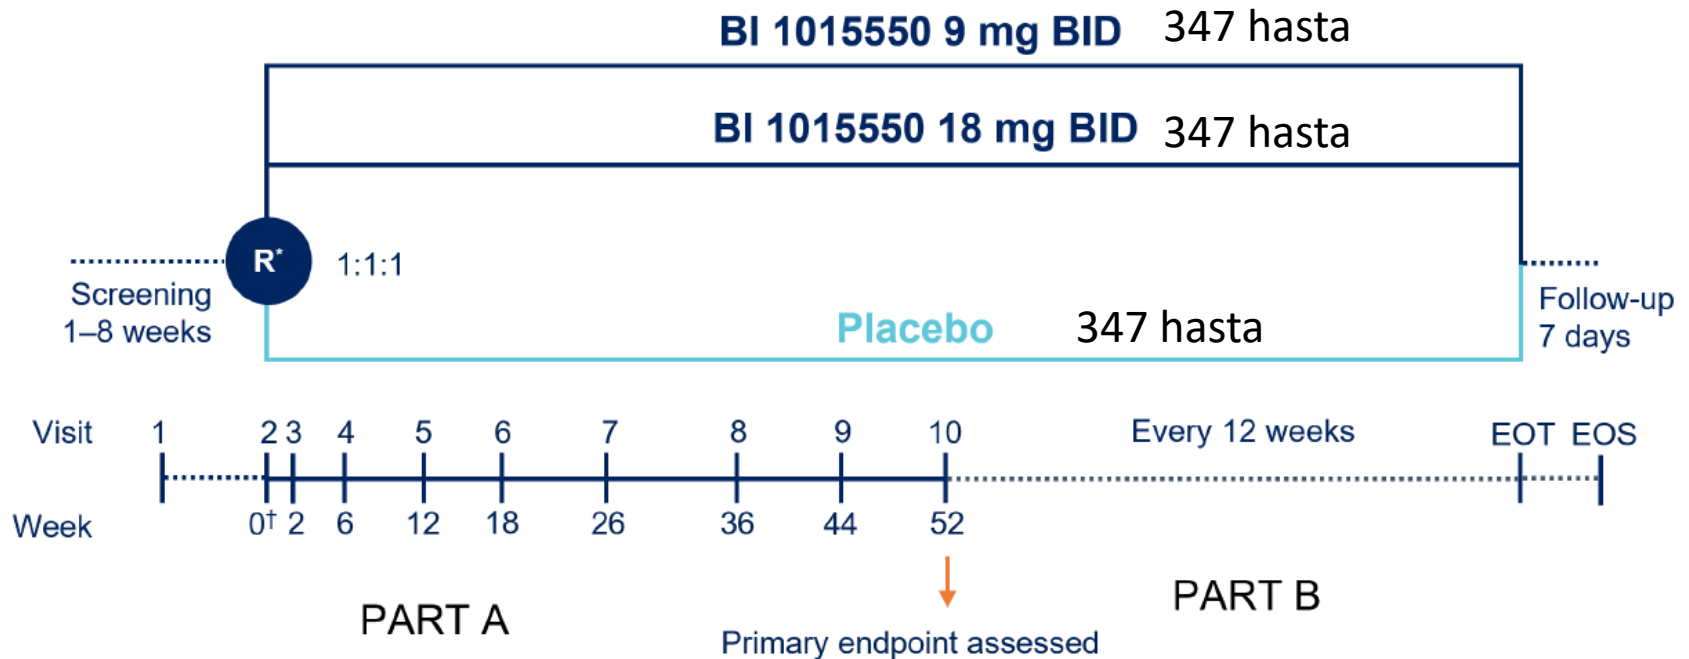 BI 1015550 9 mg BID 347 hasta
BI 1015550 18 mg BID 347 hasta
R* 1:1:1
Screening
1–8 weeks
Placebo 347 hasta
Follow-up
7 days
Visit 1 2 3 4 5 6 7 8 9 10 Every 12 weeks EOT EOS
Week 0† 2 6 12 18 26 36 44 52
PART A PART B
Primary endpoint assessed